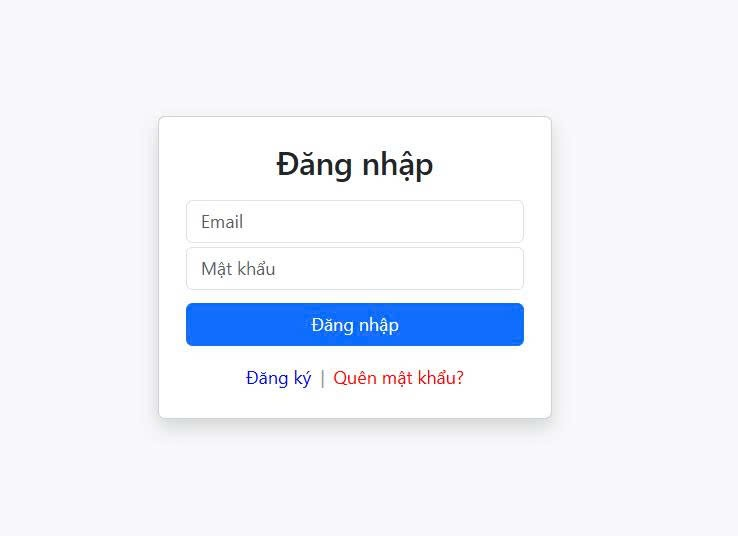 Đăng nhập
Email
Mật khẩu
Đăng nhập
Đăng ký | Quên mật khẩu?